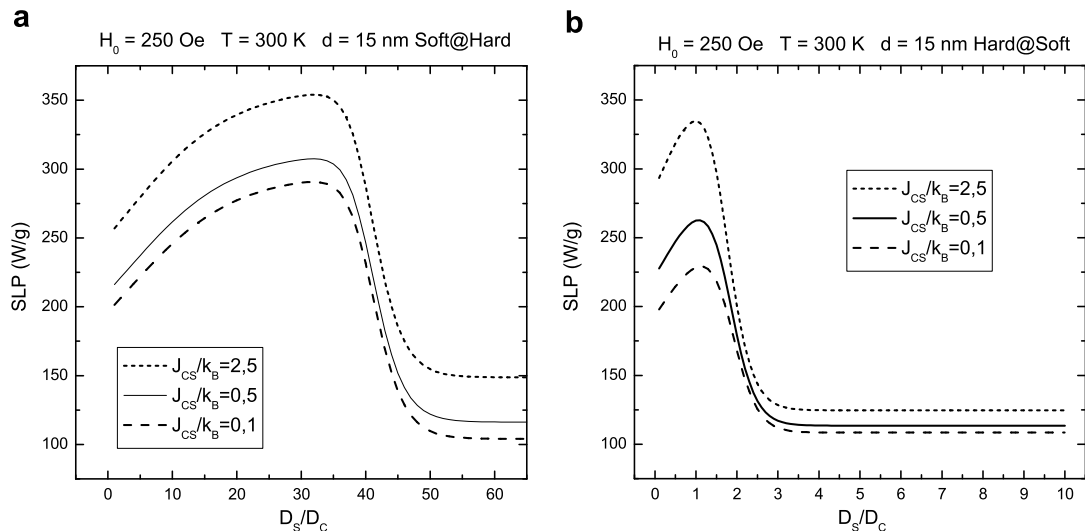 a
H0 = 250 Oe T = 300 K d = 15 nm Soft@Hard
350
300
250
200
150
100
SLP (W/g)
JCS/kB=2,5
JCS/kB=0,5
JCS/kB=0,1
0 10 20 30 40 50 60
DS/DC
b
H0 = 250 Oe T = 300 K d = 15 nm Hard@Soft
350
300
250
200
150
100
SLP (W/g)
JCS/kB=2,5
JCS/kB=0,5
JCS/kB=0,1
0 1 2 3 4 5 6 7 8 9 10
DS/DC